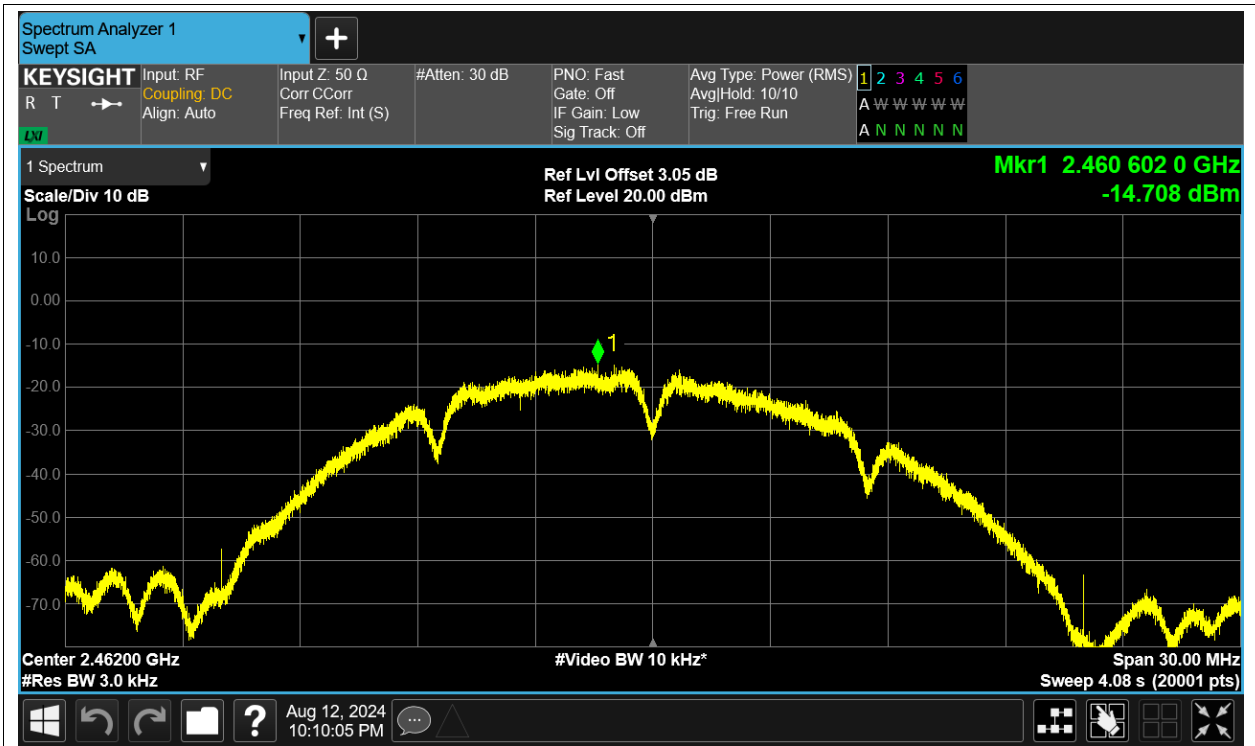 Spectrum Analyzer 1
Swept SA
KEYSIGHT
R T
LXI
Input: RF
Coupling: DC
Align: Auto
Input Z: 50 Ω
Corr CCorr
Freq Ref: Int (S)
#Atten: 30 dB
PNO: Fast
Gate: Off
IF Gain: Low
Sig Track: Off
Avg Type: Power (RMS)
Avg|Hold: 10/10
Trig: Free Run
1 2 3 4 5 6
A W W W W W
A N N N N N
1 Spectrum
Scale/Div 10 dB
Log
Ref Lvl Offset 3.05 dB
Ref Level 20.00 dBm
Mkr1 2.460 602 0 GHz
-14.708 dBm
10.0
0.00
-10.0
1
-20.0
-30.0
-40.0
-50.0
-60.0
-70.0
Center 2.46200 GHz
#Res BW 3.0 kHz
#Video BW 10 kHz*
Span 30.00 MHz
Sweep 4.08 s (20001 pts)
?
Aug 12, 2024
10:10:05 PM